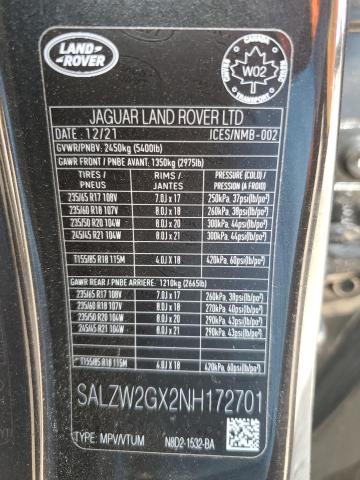 LAND-
-ROVER
CANADA
W02
JAGUAR LAND ROVER LTD
DATE : 12/21 ICES/NMB-002
GVWR/PNBV: 2450kg (5400lb)
GAWR FRONT / PNBE AVANT: 1350kg (2975lb)
TIRES / PNEUS RIMS / JANTES PRESSURE (COLD) / PRESSION (À FROID)
235/65 R17 108V 7.0J x 17 250kPa, 37psi(lb/po²)
235/60 R18 107V 8.0J x 18 260kPa, 38psi(lb/po²)
235/50 R20 104W 8.0J x 20 300kPa, 44psi(lb/po²)
245/45 R21 104W 8.0J x 21 300kPa, 44psi(lb/po²)
T155/85 R18 115M 4.0J X 18 420kPa, 60psi(lb/po²)
GAWR REAR / PNBE ARRIERE: 1210kg (2665lb)
235/65 R17 108V 7.0J x 17 260kPa, 38psi(lb/po²)
235/60 R18 107V 8.0J x 18 270kPa, 40psi(lb/po²)
235/50 R20 104W 8.0J x 20 290kPa, 43psi(lb/po²)
245/45 R21 104W 8.0J x 21 290kPa, 43psi(lb/po²)
T155/85 R18 115M 4.0J X 18 420kPa, 60psi(lb/po²)
SALZW2GX2NH172701
TYPE: MPV/VTUM N8D2-1532-BA